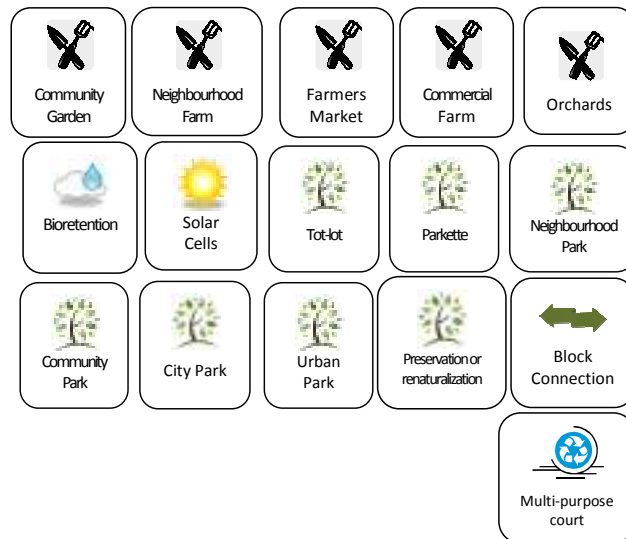 Community
Garden
Neighbourhood
Farm
Farmers
Market
Commercial
Farm
Orchards
Bioretention
Solar
Cells
Tot-lot
Parkette
Neighbourhood
Park
Community
Park
City Park
Urban
Park
Preservation or
renaturalization
Block
Connection
Multi-purpose
court